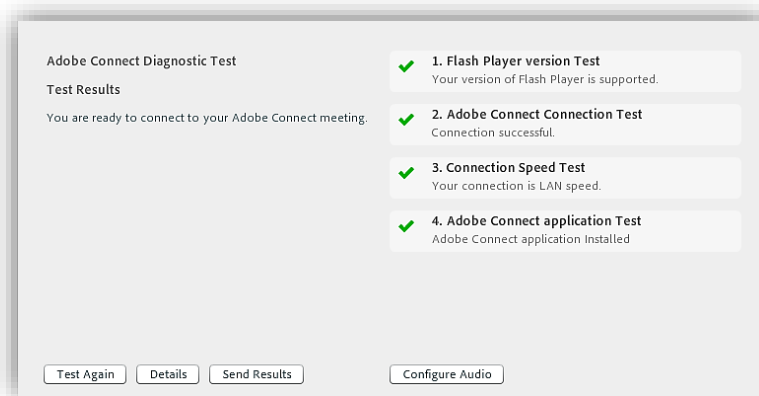 Adobe Connect Diagnostic Test
Test Results
You are ready to connect to your Adobe Connect meeting.
1. Flash Player version Test
Your version of Flash Player is supported.
2. Adobe Connect Connection Test
Connection successful.
3. Connection Speed Test
Your connection is LAN speed.
4. Adobe Connect application Test
Adobe Connect application Installed
Test Again
Details
Send Results
Configure Audio